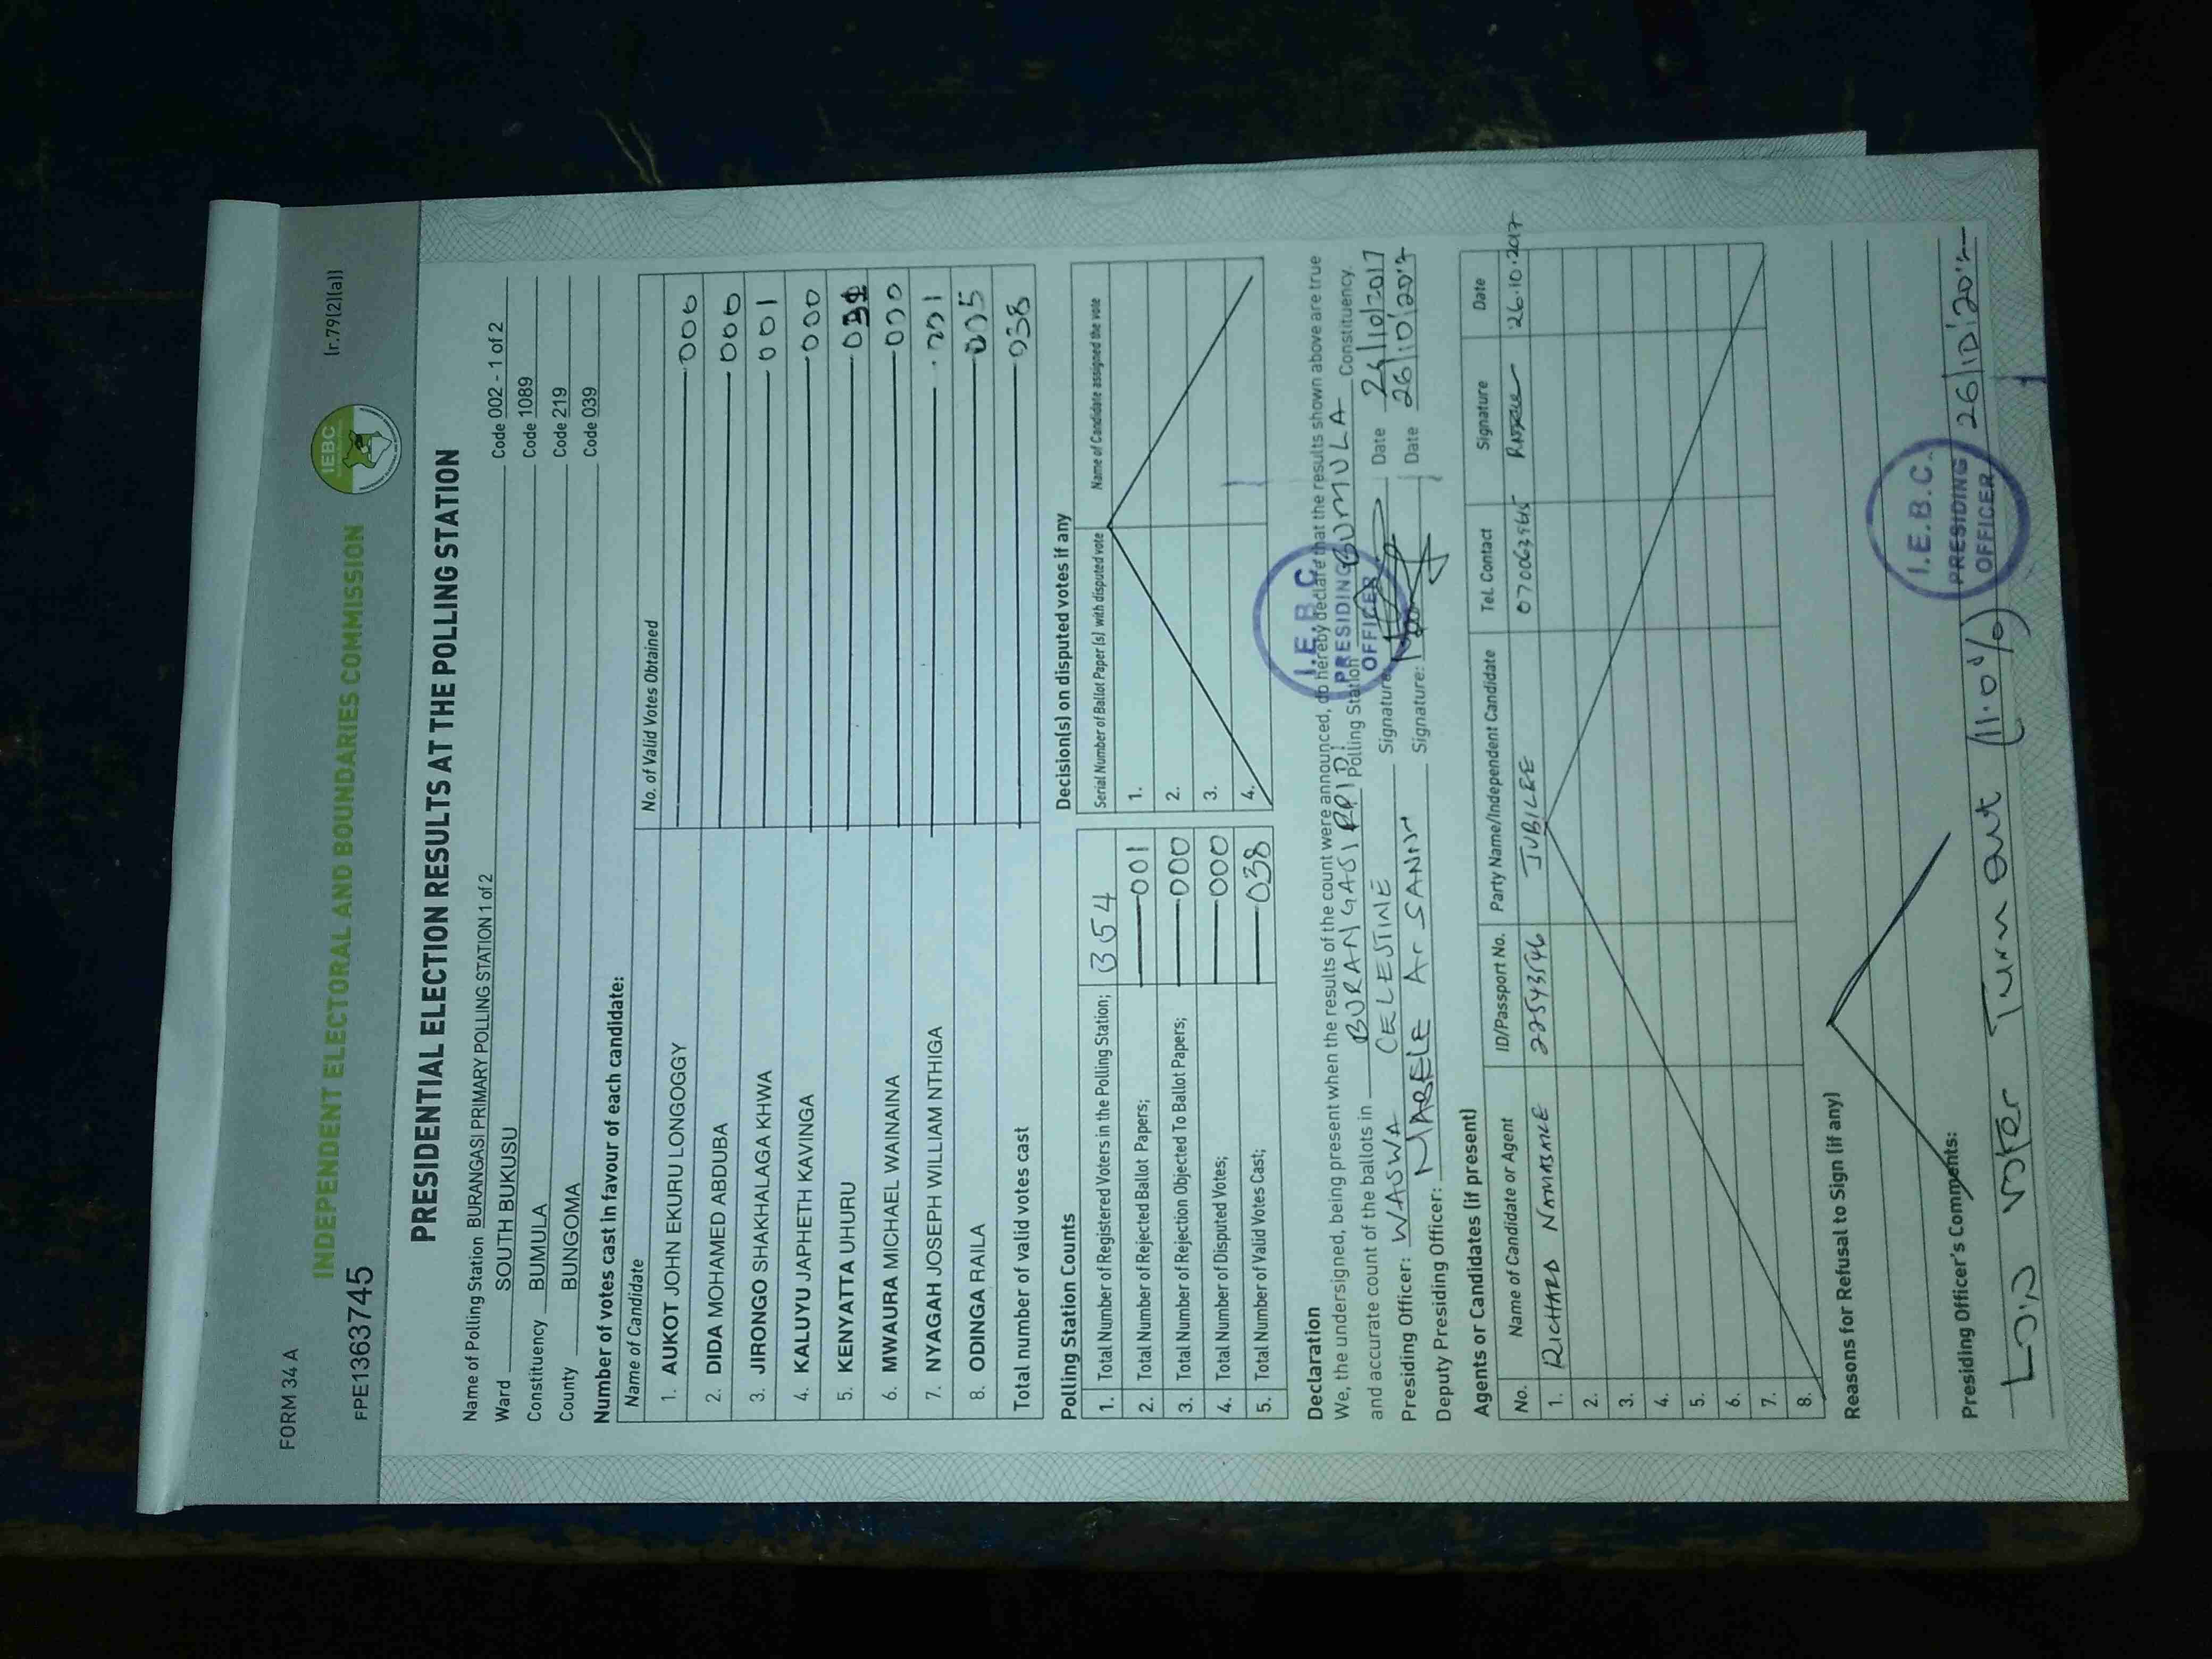 FORM 34 A
(r.79(2)(a))
IEBC
INDEPENDENT ELECTORAL AND BOUNDARIES COMMISSION
FPE1363745
PRESIDENTIAL ELECTION RESULTS AT THE POLLING STATION
Name of Polling Station BURANGASI PRIMARY POLLING STATION 1 of 2 Code 002 - 1 of 2
Ward SOUTH BUKUSU Code 1089
Constituency BUMULA Code 219
County BUNGOMA Code 039
Number of votes cast in favour of each candidate:
Name of Candidate No. of Valid Votes Obtained
1. AUKOT JOHN EKURU LONGOGGY 000
2. DIDA MOHAMED ABDUBA 000
3. JIRONGO SHAKHALAGA KHWA 001
4. KALUYU JAPHETH KAVINGA 000
5. KENYATTA UHURU
6. MWAURA MICHAEL WAINAINA 000
7. NYAGAH JOSEPH WILLIAM NTHIGA 001
8. ODINGA RAILA 005
Total number of valid votes cast 038
Polling Station Counts
1. Total Number of Registered Voters in the Polling Station; 354
2. Total Number of Rejected Ballot Papers; 001
3. Total Number of Rejection Objected To Ballot Papers; 000
4. Total Number of Disputed Votes; 000
5. Total Number of Valid Votes Cast; 038
Decision(s) on disputed votes if any
Serial Number of Ballot Paper (s) with disputed vote Name of Candidate assigned the vote
1.
2.
3.
4.
Declaration
We, the undersigned, being present when the results of the count were announced, do hereby declare that the results shown above are true
and accurate count of the ballots in BURANGASI PRI Polling Station BUMULA Constituency.
Presiding Officer: WASWA CELESTINE Signature: Date 26/10/2017
Deputy Presiding Officer: Signature: Date 26/10/2017
I.E.B.C.
PRESIDING
OFFICER
Agents or Candidates (if present)
No. Name of Candidate or Agent ID/Passport No. Party Name/Independent Candidate Tel. Contact Signature Date
1. RICHARD 22543546 JUBILEE 26.10.2017
2.
3.
4.
5.
6.
7.
8.
Reasons for Refusal to Sign (if any)
Presiding Officer's Comments:
Low Voter Turn out (11.0%) 26/10/2017
I.E.B.C.
PRESIDING
OFFICER